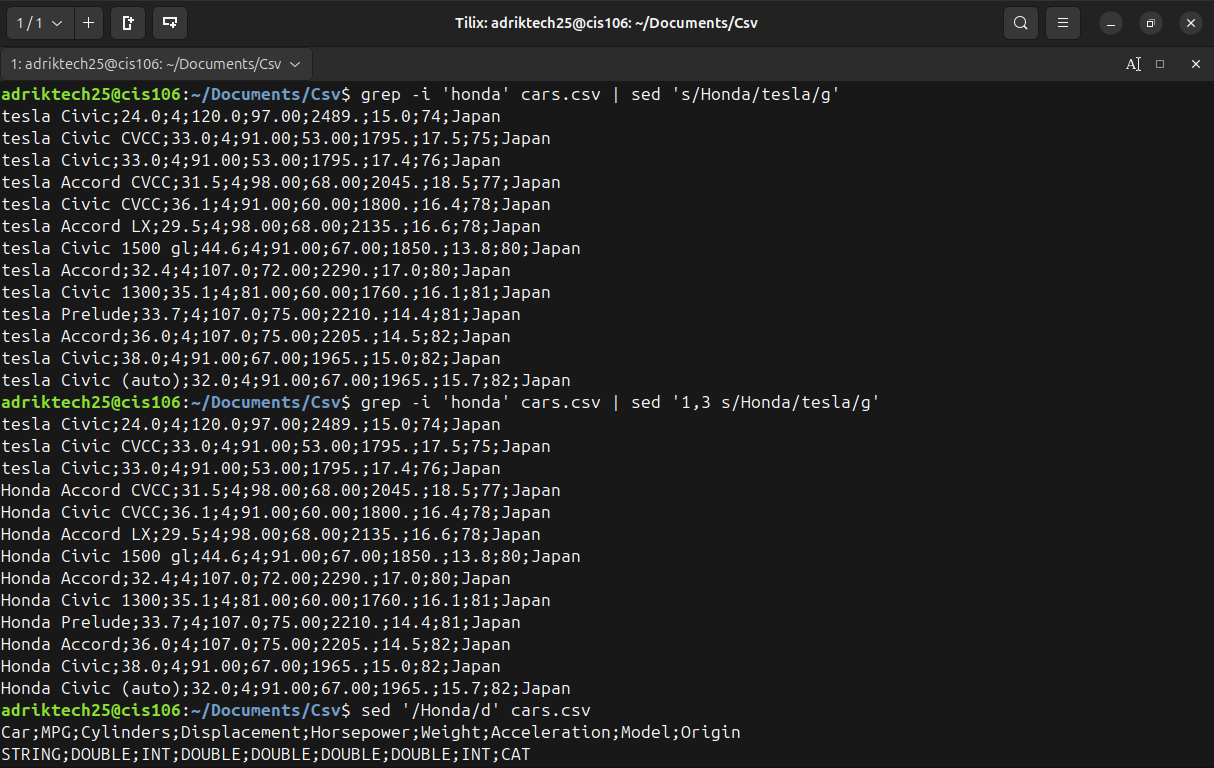 1 / 1
Tilix: adriktech25@cis106: ~/Documents/Csv
1: adriktech25@cis106: ~/Documents/Csv
adriktech25@cis106:~/Documents/Csv$ grep -i 'honda' cars.csv | sed 's/Honda/tesla/g'
tesla Civic;24.0;4;120.0;97.00;2489.;15.0;74;Japan
tesla Civic CVCC;33.0;4;91.00;53.00;1795.;17.5;75;Japan
tesla Civic;33.0;4;91.00;53.00;1795.;17.4;76;Japan
tesla Accord CVCC;31.5;4;98.00;68.00;2045.;18.5;77;Japan
tesla Civic CVCC;36.1;4;91.00;60.00;1800.;16.4;78;Japan
tesla Accord LX;29.5;4;98.00;68.00;2135.;16.6;78;Japan
tesla Civic 1500 gl;44.6;4;91.00;67.00;1850.;13.8;80;Japan
tesla Accord;32.4;4;107.0;72.00;2290.;17.0;80;Japan
tesla Civic 1300;35.1;4;81.00;60.00;1760.;16.1;81;Japan
tesla Prelude;33.7;4;107.0;75.00;2210.;14.4;81;Japan
tesla Accord;36.0;4;107.0;75.00;2205.;14.5;82;Japan
tesla Civic;38.0;4;91.00;67.00;1965.;15.0;82;Japan
tesla Civic (auto);32.0;4;91.00;67.00;1965.;15.7;82;Japan
adriktech25@cis106:~/Documents/Csv$ grep -i 'honda' cars.csv | sed '1,3 s/Honda/tesla/g'
tesla Civic;24.0;4;120.0;97.00;2489.;15.0;74;Japan
tesla Civic CVCC;33.0;4;91.00;53.00;1795.;17.5;75;Japan
tesla Civic;33.0;4;91.00;53.00;1795.;17.4;76;Japan
Honda Accord CVCC;31.5;4;98.00;68.00;2045.;18.5;77;Japan
Honda Civic CVCC;36.1;4;91.00;60.00;1800.;16.4;78;Japan
Honda Accord LX;29.5;4;98.00;68.00;2135.;16.6;78;Japan
Honda Civic 1500 gl;44.6;4;91.00;67.00;1850.;13.8;80;Japan
Honda Accord;32.4;4;107.0;72.00;2290.;17.0;80;Japan
Honda Civic 1300;35.1;4;81.00;60.00;1760.;16.1;81;Japan
Honda Prelude;33.7;4;107.0;75.00;2210.;14.4;81;Japan
Honda Accord;36.0;4;107.0;75.00;2205.;14.5;82;Japan
Honda Civic;38.0;4;91.00;67.00;1965.;15.0;82;Japan
Honda Civic (auto);32.0;4;91.00;67.00;1965.;15.7;82;Japan
adriktech25@cis106:~/Documents/Csv$ sed '/Honda/d' cars.csv
Car;MPG;Cylinders;Displacement;Horsepower;Weight;Acceleration;Model;Origin
STRING;DOUBLE;INT;DOUBLE;DOUBLE;DOUBLE;DOUBLE;INT;CAT